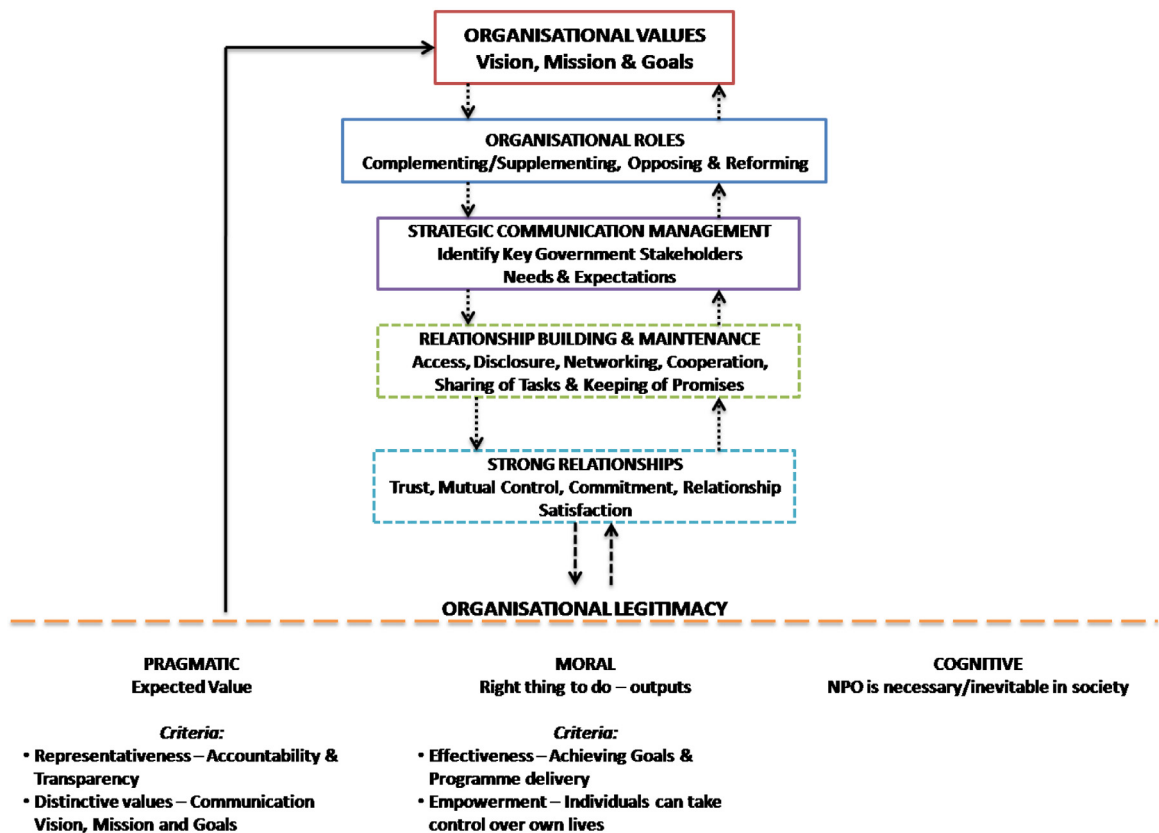 ORGANISATIONAL VALUES
Vision, Mission & Goals
ORGANISATIONAL ROLES
Complementing/Supplementing, Opposing & Reforming
STRATEGIC COMMUNICATION MANAGEMENT
Identify Key Government Stakeholders
Needs & Expectations
RELATIONSHIP BUILDING & MAINTENANCE
Access, Disclosure, Networking, Cooperation,
Sharing of Tasks & Keeping of Promises
STRONG RELATIONSHIPS
Trust, Mutual Control, Commitment, Relationship
Satisfaction
ORGANISATIONAL LEGITIMACY
PRAGMATIC
Expected Value
Criteria:
• Representativeness – Accountability &
Transparency
• Distinctive values – Communication
Vision, Mission and Goals
MORAL
Right thing to do – outputs
Criteria:
• Effectiveness – Achieving Goals &
Programme delivery
• Empowerment – Individuals can take
control over own lives
COGNITIVE
NPO is necessary/inevitable in society